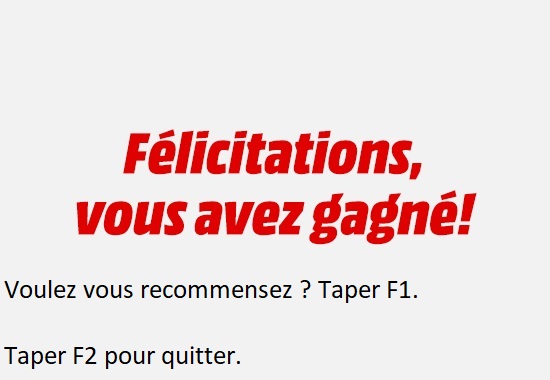 Félicitations,
vous avez gagné!
Voulez vous recommensez ? Taper F1.
Taper F2 pour quitter.